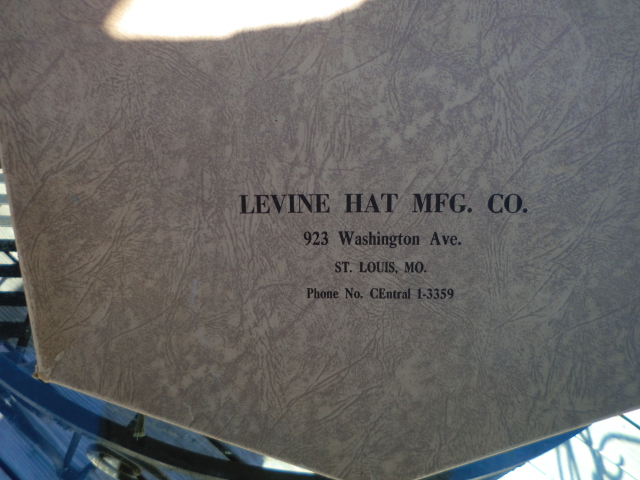 LEVINE HAT MFG. CO.
923 Washington Ave.
ST. LOUIS, MO.
Phone No. CEntral 1-3359